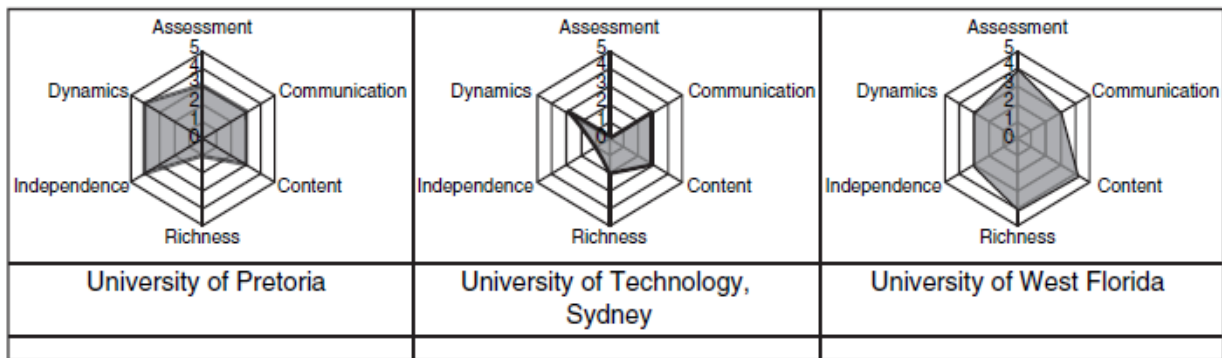 Assessment
5
4
3
2
1
0
Dynamics
Communication
Independence
Content
Richness
University of Pretoria
Assessment
5
4
3
2
1
0
Dynamics
Communication
Independence
Content
Richness
University of Technology,
Sydney
Assessment
5
4
3
2
1
0
Dynamics
Communication
Independence
Content
Richness
University of West Florida